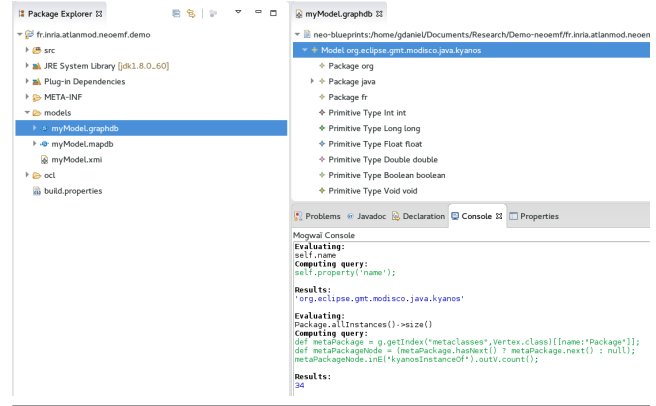 Package Explorer
fr.inria.atlanmod.neoemf.demo
src
JRE System Library [jdk1.8.0_60]
Plug-in Dependencies
META-INF
models
myModel.graphdb
myModel.mapdb
myModel.xmi
ocl
build.properties
myModel.graphdb
neo-blueprints:/home/gdaniel/Documents/Research/Demo-neoemf/fr.inria.atlanmod.neoem
Model org.eclipse.gmt.modisco.java.kyanos
Package org
Package java
Package fr
Primitive Type Int int
Primitive Type Long long
Primitive Type Float float
Primitive Type Double double
Primitive Type Boolean boolean
Primitive Type Void void
Problems Javadoc Declaration Console Properties
Mogwaï Console
Evaluating:
self.name
Computing query:
self.property('name');
Results:
'org.eclipse.gmt.modisco.java.kyanos'
Evaluating:
Package.allInstances()->size()
Computing query:
def metaPackage = g.getIndex("metaclasses",Vertex.class)[[name:"Package"]];
def metaPackageNode = (metaPackage.hasNext() ? metaPackage.next() : null);
metaPackageNode.inE("kyanosInstanceOf").outV.count();
Results:
34